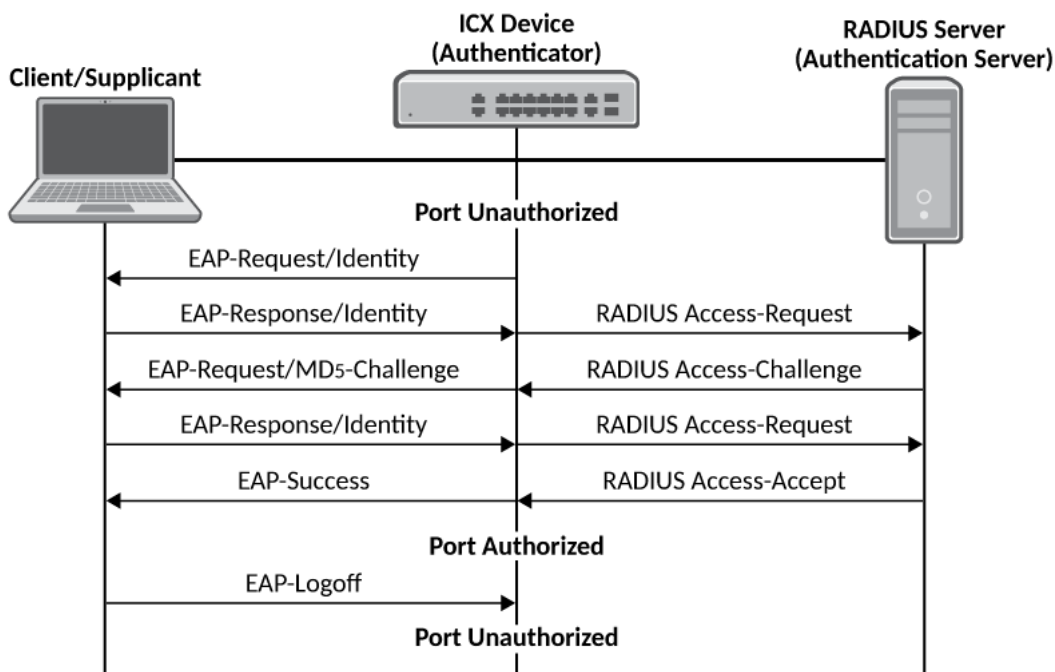 ICX Device
(Authenticator)
RADIUS Server
(Authentication Server)
Client/Supplicant
Port Unauthorized
EAP-Request/Identity
EAP-Response/Identity
RADIUS Access-Request
EAP-Request/MD5-Challenge
RADIUS Access-Challenge
EAP-Response/Identity
RADIUS Access-Request
EAP-Success
RADIUS Access-Accept
Port Authorized
EAP-Logoff
Port Unauthorized